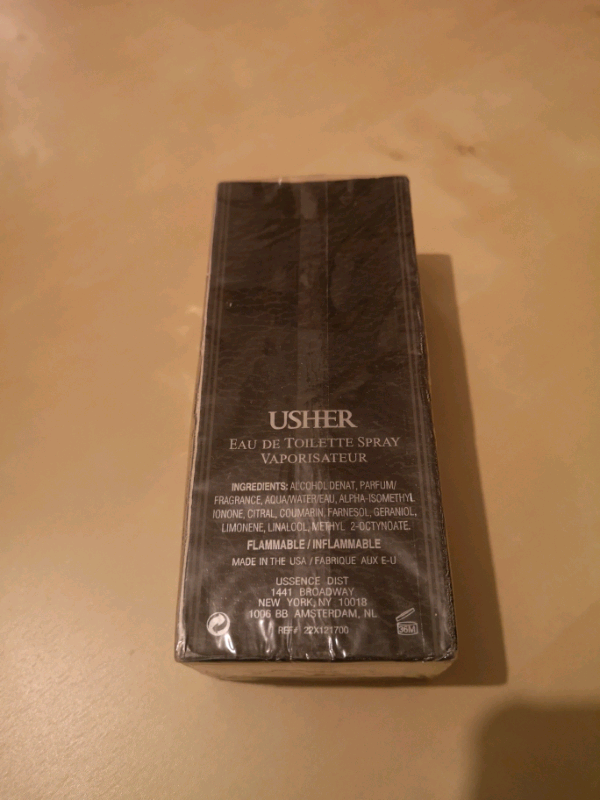 USHER
EAU DE TOILETTE SPRAY
VAPORISATEUR
INGREDIENTS: ALCOHOL DENAT, PARFUM/
FRAGRANCE, AQUA/WATER/EAU, ALPHA-ISOMETHYL
IONONE, CITRAL, COUMARIN, FARNESOL, GERANIOL,
LIMONENE, LINALOOL, METHYL 2-OCTYNOATE.
FLAMMABLE / INFLAMMABLE
MADE IN THE USA / FABRIQUE AUX E-U
USSENCE DIST
1441 BROADWAY
NEW YORK, NY 10018
1006 BB AMSTERDAM, NL
REF# 22X121700